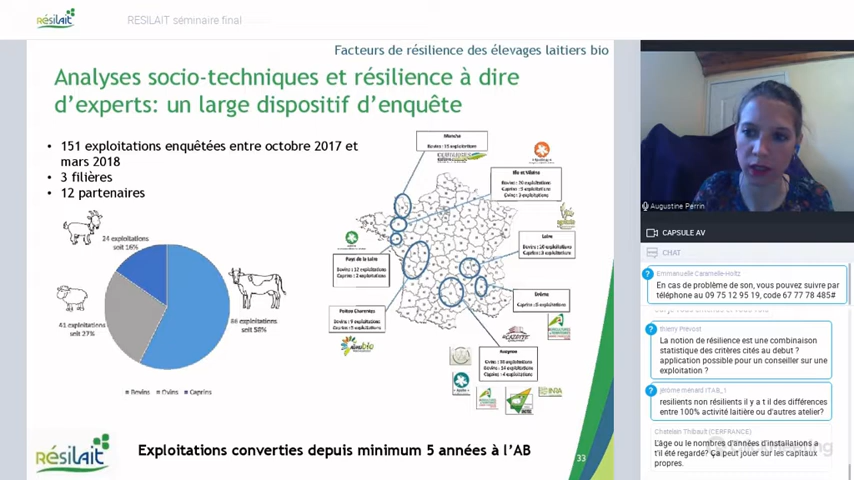 résilait
RESILAIT séminaire final
Facteurs de résilience des élevages laitiers bio
Analyses socio-techniques et résilience à dire
d'experts: un large dispositif d'enquête
• 151 exploitations enquêtées entre octobre 2017 et
mars 2018
• 3 filières
• 12 partenaires
24 exploitations
soit 16%
41 exploitations
soit 27%
86 exploitations
soit 58%
Bovins
Ovins
Caprins
Manche
Ille et Vilaine
Loire
Pays de la Loire
Drôme
Poitou Charentes
Aveyron
résilait
Exploitations converties depuis minimum 5 années à l'AB
33
Augustine Perrin
CAPSULE AV
CHAT
Emmanuelle Caramelle-Holtz
En cas de problème de son, vous pouvez suivre par
téléphone au 09 75 12 95 19, code 67 77 78 485#
thierry Prévost
La notion de résilience est une combinaison
statistique des critères cités au debut ?
application possible pour un conseiller sur une
exploitation ?
jérôme ménard ITAB_1
resilients non résilients il y a t il des différences
entre 100% activité laitière ou d'autres atelier?
Chatelain Thibault (CERFRANCE)
L'âge ou le nombres d'années d'installations a
t'il été regardé? Ça peut jouer sur les capitaux
propres.